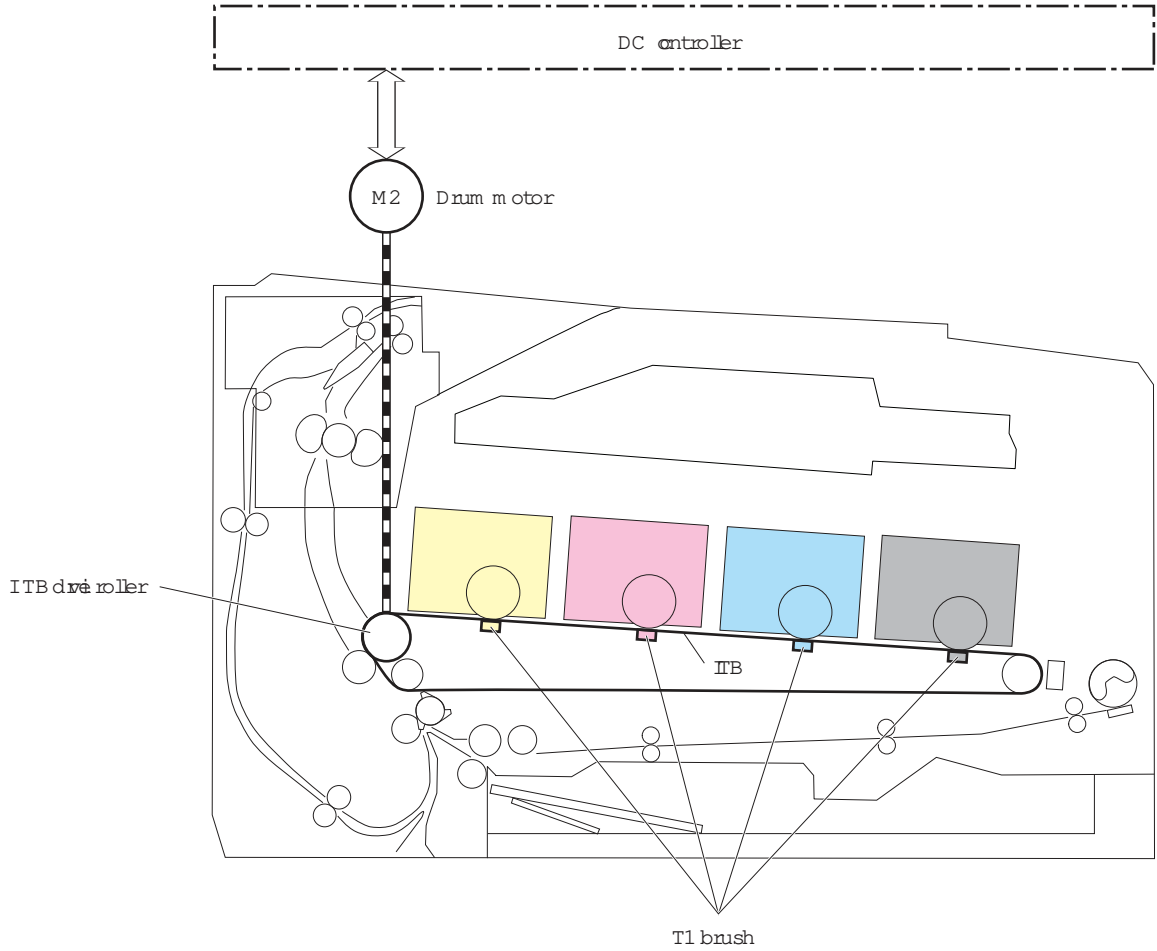 DC controller
M2
Drum motor
ITB drive roller
ITB
T1 brush